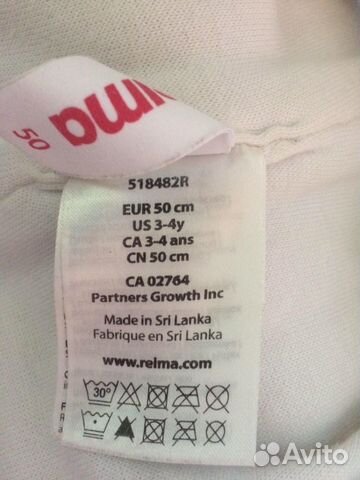 ıma
50
518482R
EUR 50 cm
US 3-4y
CA 3-4 ans
CN 50 cm
CA 02764
Partners Growth Inc
Made in Sri Lanka
Fabrique en Sri Lanka
www.reima.com
30°
Avito